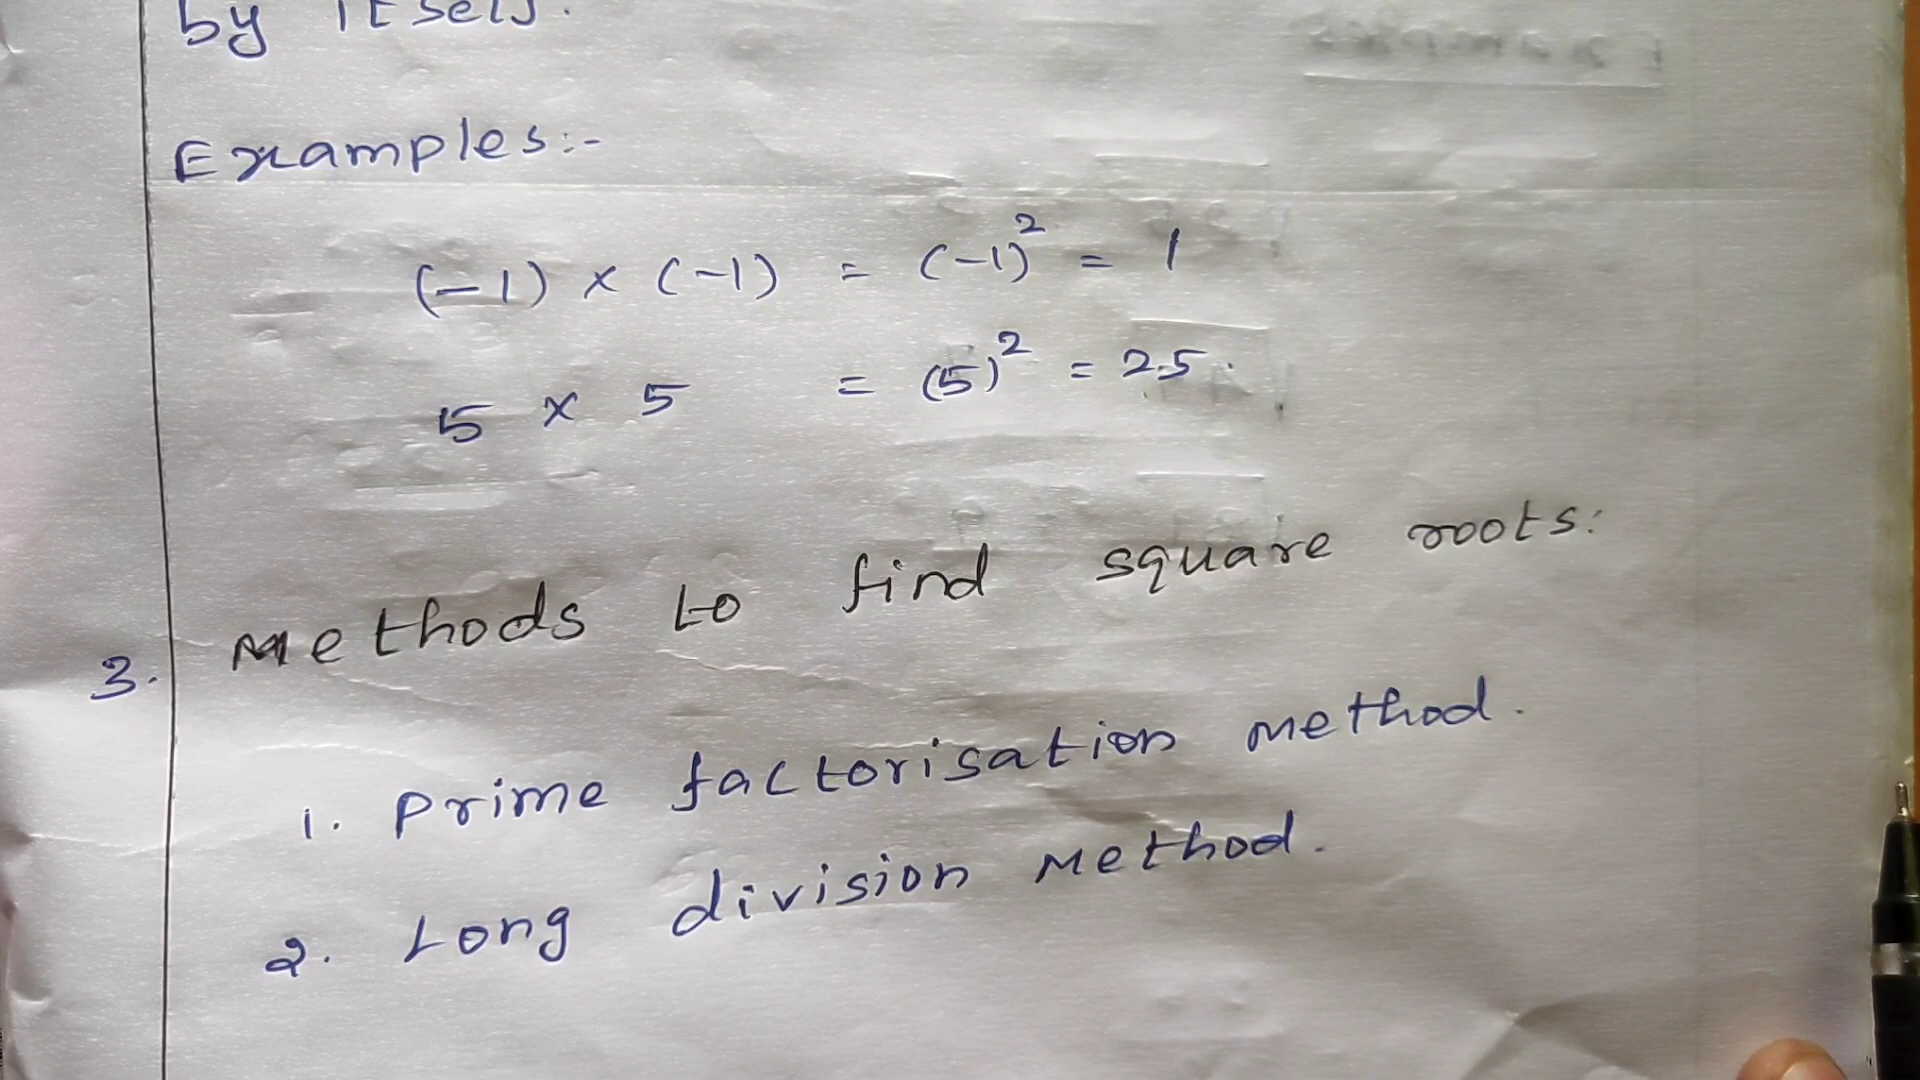 by itself.
Examples:-
(-1) × (-1) = (-1)² = 1
5 × 5 = (5)² = 25.
3. Methods to find square roots:
1. Prime factorisation method.
2. Long division Method.